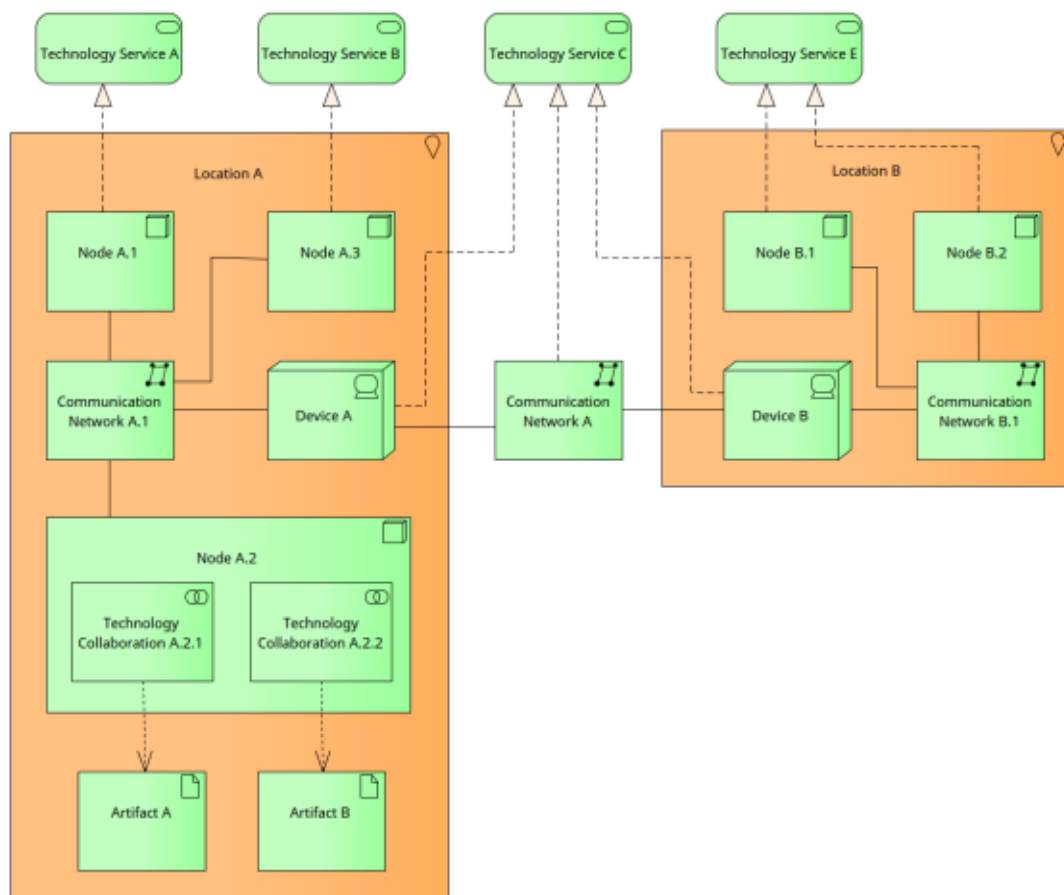 Technology Service A
Technology Service B
Technology Service C
Technology Service E
Location A
Location B
Node A.1
Node A.3
Node B.1
Node B.2
Communication
Network A.1
Device A
Communication
Network A
Device B
Communication
Network B.1
Node A.2
Technology
Collaboration A.2.1
Technology
Collaboration A.2.2
Artifact A
Artifact B